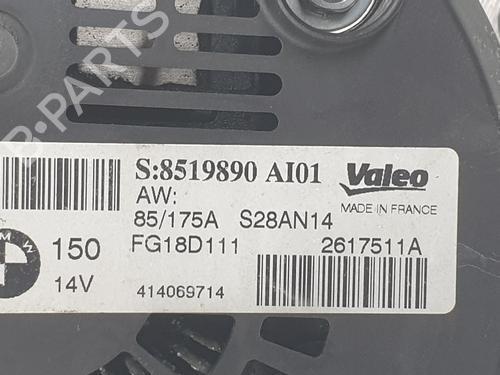 S:8519890 AI01
Valeo
AW:
MADE IN FRANCE
85/175A S28AN14
150 FG18D111 2617511A
14V 414069714
B-PARTS